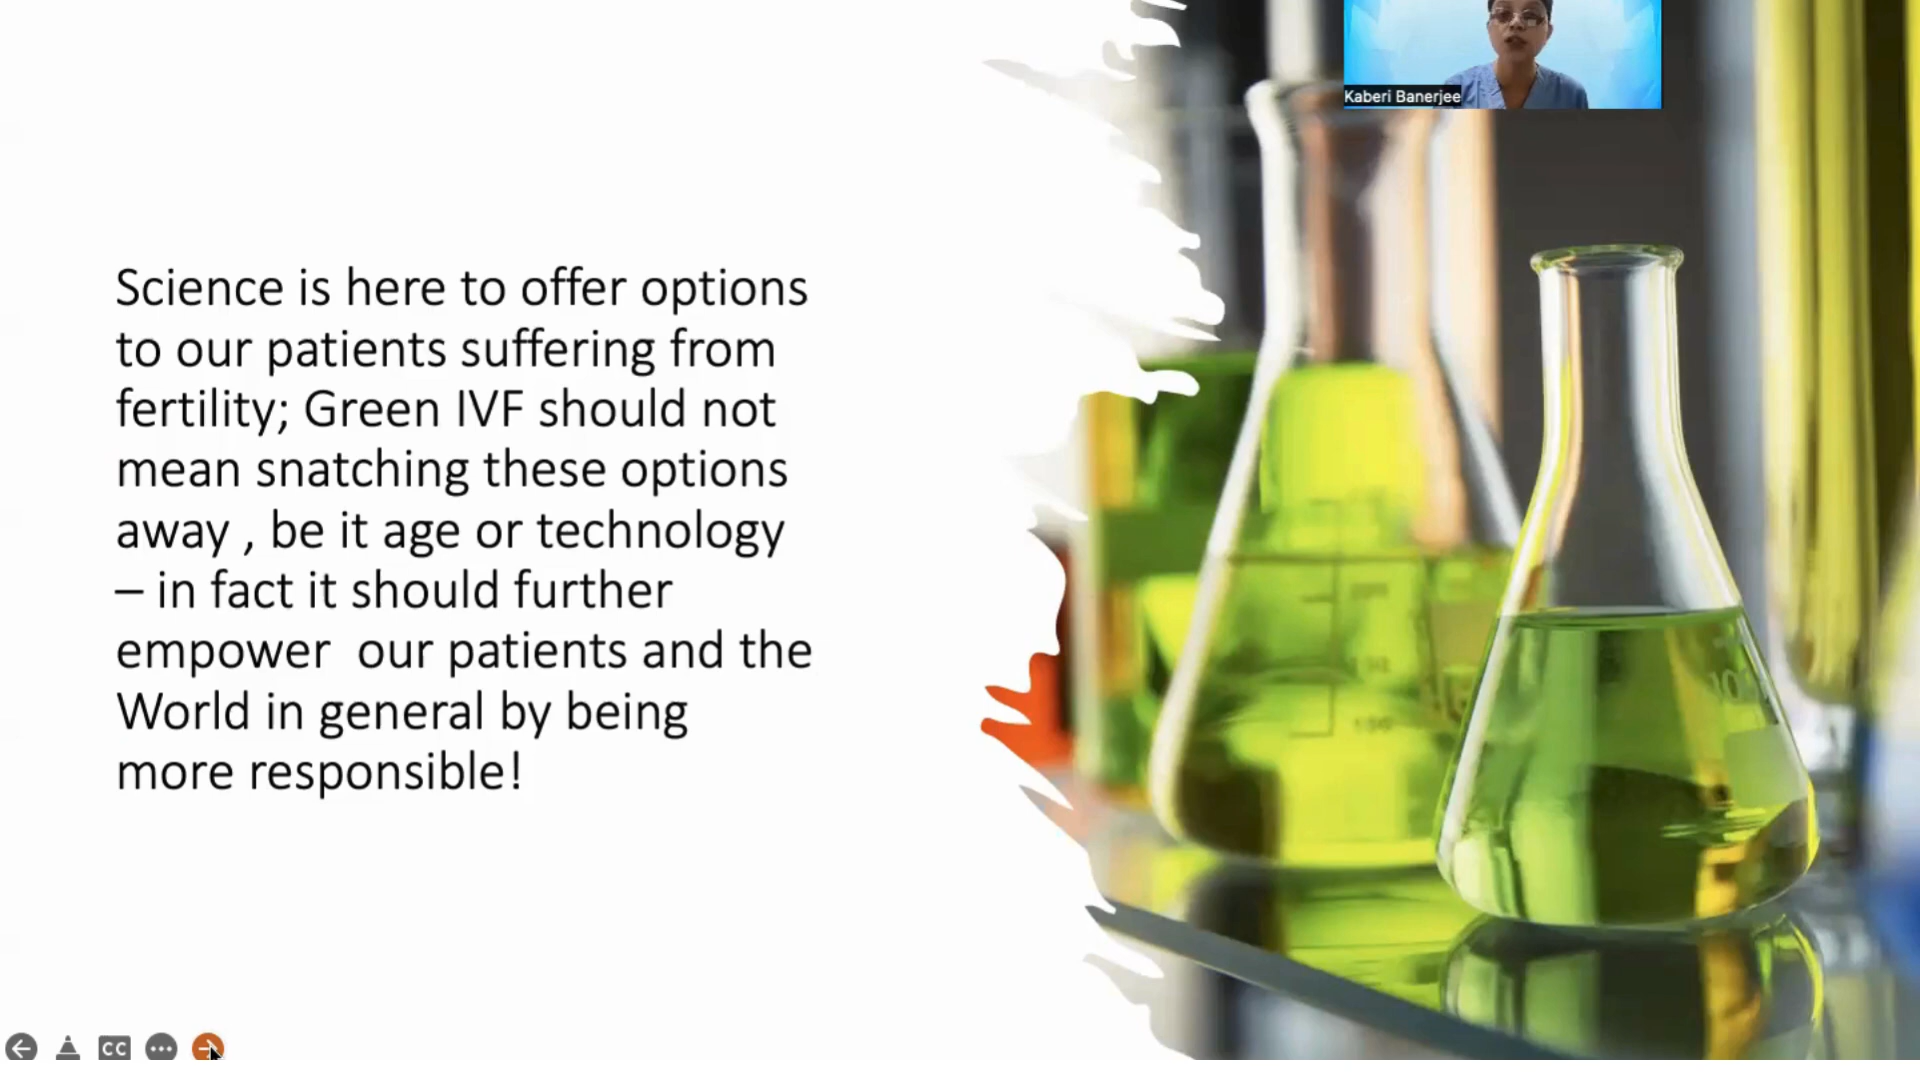 Kaberi Banerjee
Science is here to offer options
to our patients suffering from
fertility; Green IVF should not
mean snatching these options
away , be it age or technology
– in fact it should further
empower  our patients and the
World in general by being
more responsible!
CC